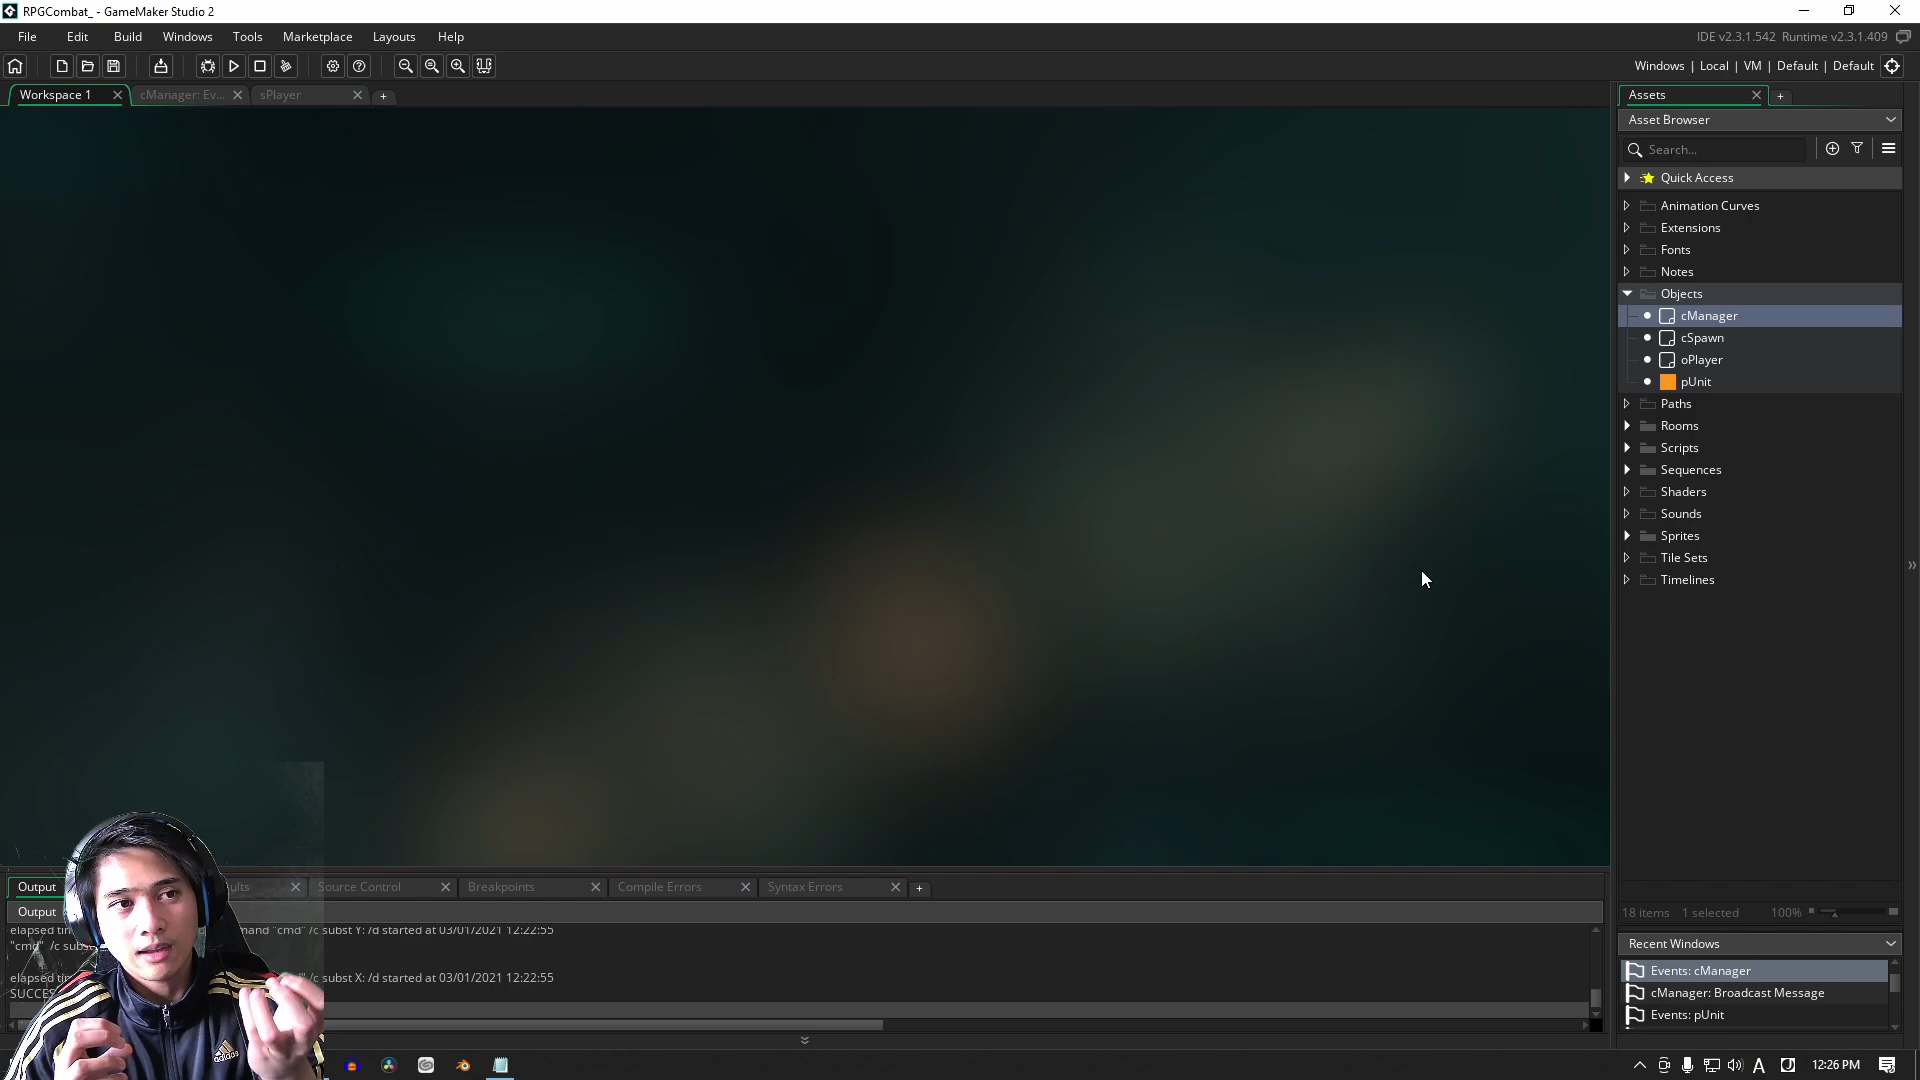 RPGCombat_ - GameMaker Studio 2
File Edit Build Windows Tools Marketplace Layouts Help
IDE v2.3.1.542 Runtime v2.3.1.409
Windows | Local | VM | Default | Default
Workspace 1
cManager: Ev...
sPlayer
Assets
Asset Browser
Search...
Quick Access
Animation Curves
Extensions
Fonts
Notes
Objects
cManager
cSpawn
oPlayer
pUnit
Paths
Rooms
Scripts
Sequences
Shaders
Sounds
Sprites
Tile Sets
Timelines
18 items 1 selected 100%
Recent Windows
Events: cManager
cManager: Broadcast Message
Events: pUnit
Output
Source Control
Breakpoints
Compile Errors
Syntax Errors
Output
"cmd" /c subst Y: /d started at 03/01/2021 12:22:55
"cmd" /c
/c subst X: /d started at 03/01/2021 12:22:55
adidas
12:26 PM